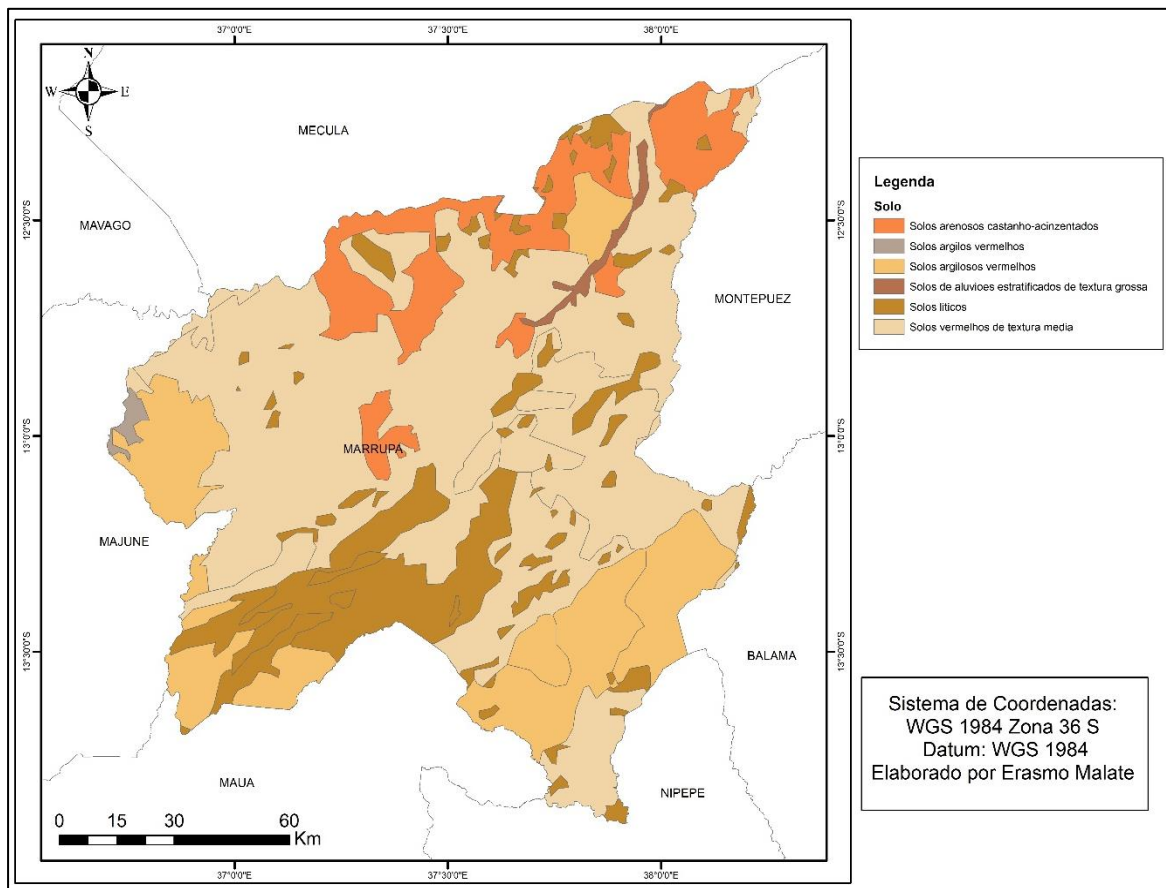 37°0'0"E 37°30'0"E 38°0'0"E
N
W E
S
MECULA
MAVAGO
12°30'0"S 12°30'0"S
MONTEPUEZ
13°0'0"S 13°0'0"S
MARRUPA
MAJUNE
13°30'0"S 13°30'0"S
BALAMA
MAUA
NIPEPE
0 15 30 60
Km
37°0'0"E 37°30'0"E 38°0'0"E
Legenda
Solo
Solos arenosos castanho-acinzentados
Solos argilos vermelhos
Solos argilosos vermelhos
Solos de aluvioes estratificados de textura grossa
Solos liticos
Solos vermelhos de textura media
Sistema de Coordenadas:
WGS 1984 Zona 36 S
Datum: WGS 1984
Elaborado por Erasmo Malate